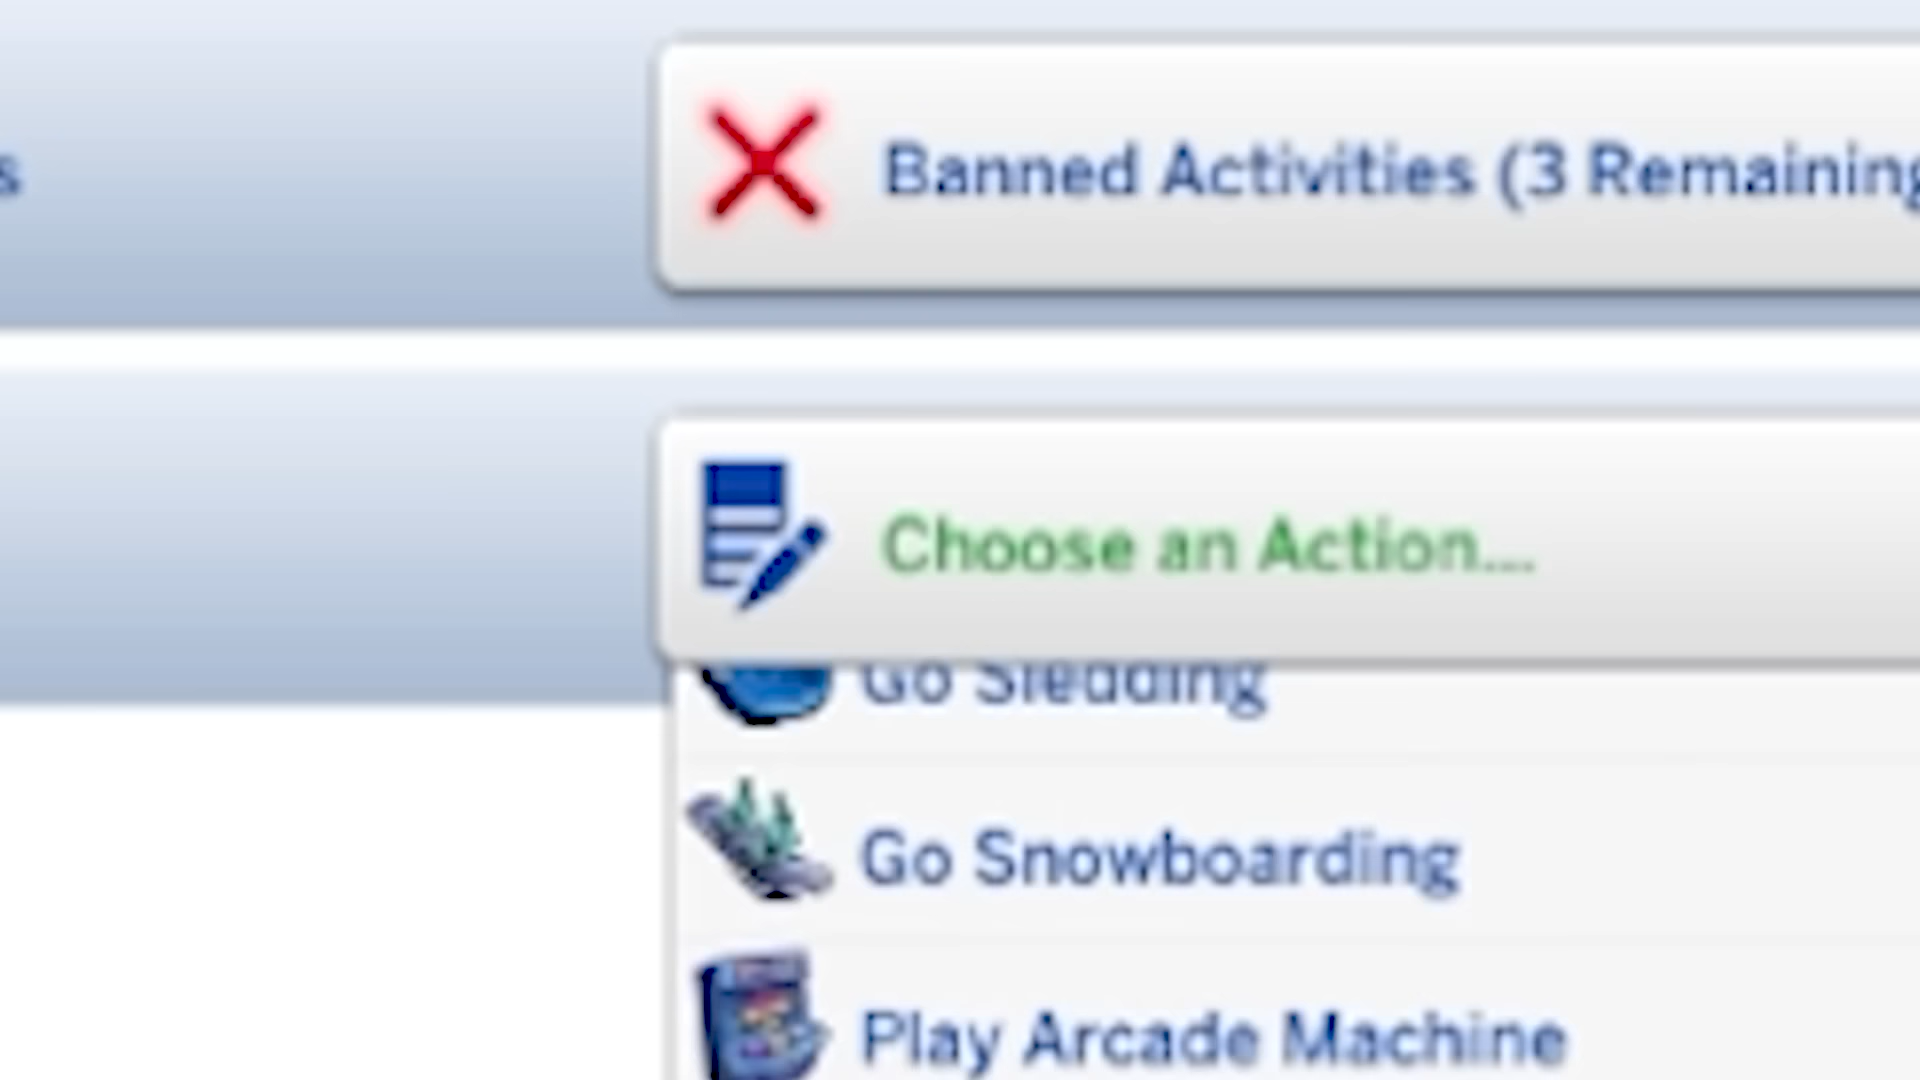 s
Banned Activities (3 Remaining
Choose an Action...
Go Sledding
Go Snowboarding
Play Arcade Machine